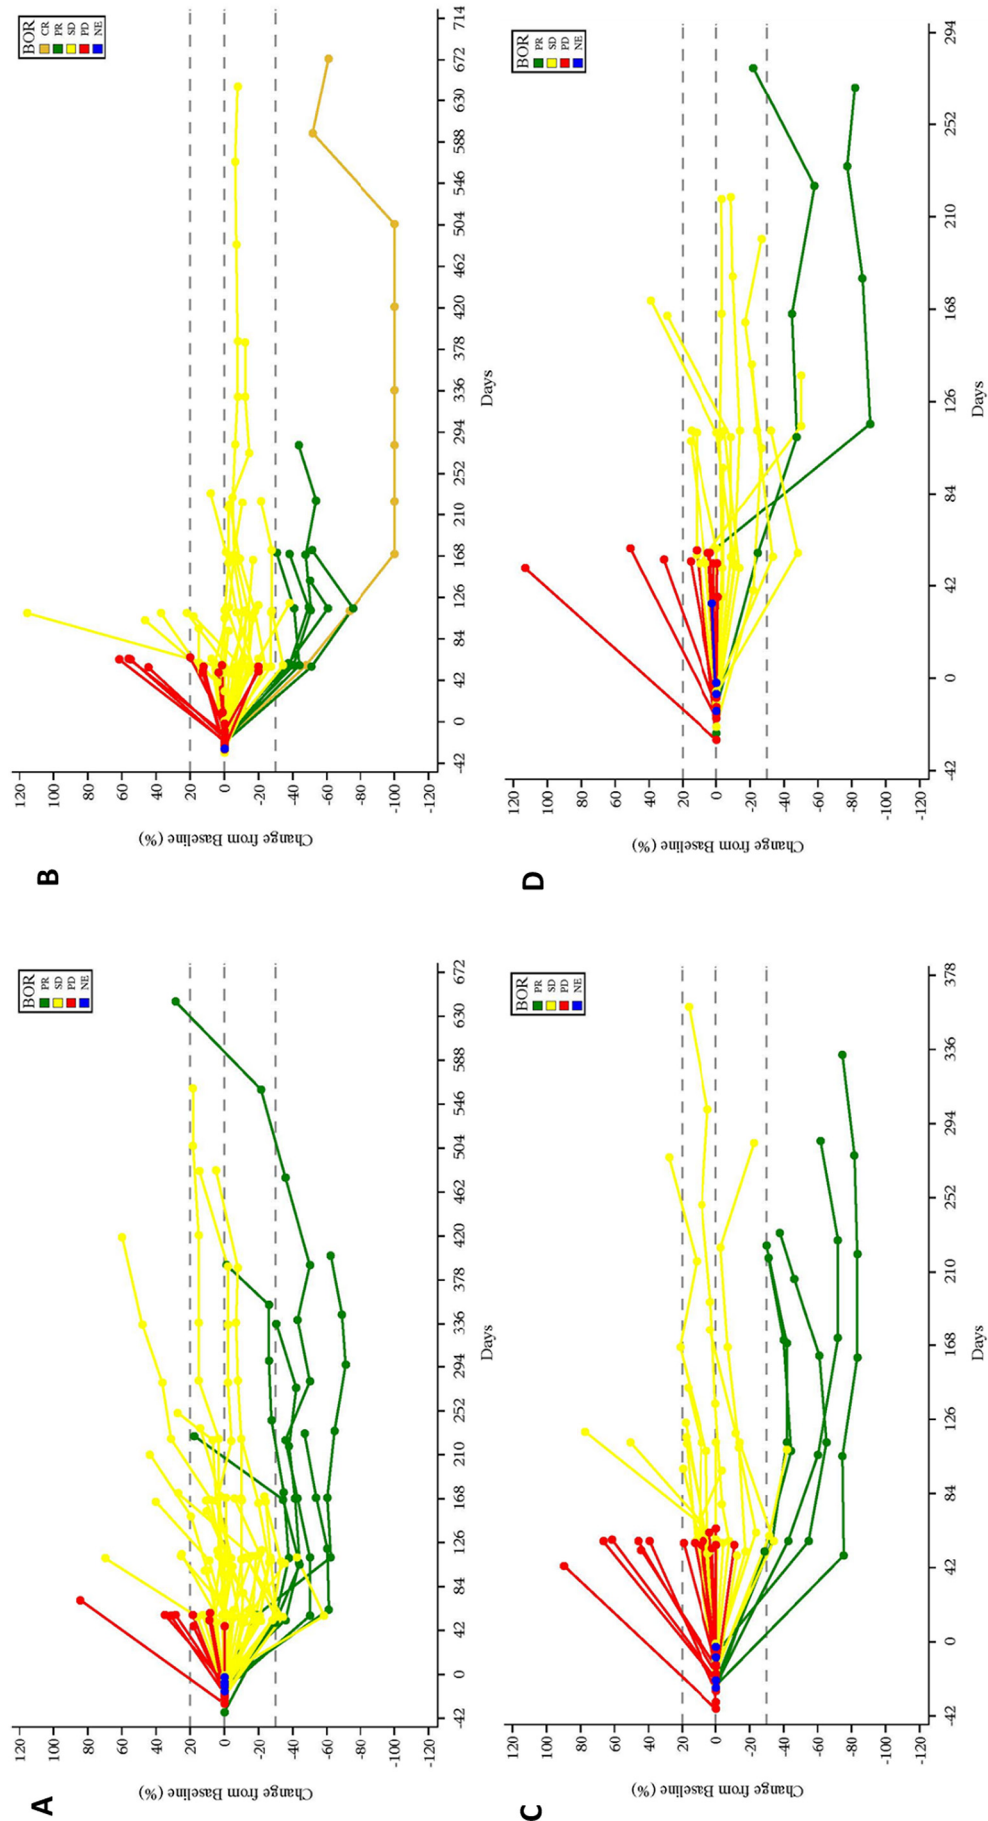 A
BOR
PR
SD
PD
NE
Change from Baseline (%)
120
100
80
60
40
20
0
-20
-40
-60
-80
-100
-120
-42 0 42 84 126 168 210 252 294 336 378 420 462 504 546 588 630 672
Days
B
BOR
CR
PR
SD
PD
NE
Change from Baseline (%)
120
100
80
60
40
20
0
-20
-40
-60
-80
-100
-120
-42 0 42 84 126 168 210 252 294 336 378 420 462 504 546 588 630 672 714
Days
C
BOR
PR
SD
PD
NE
Change from Baseline (%)
120
100
80
60
40
20
0
-20
-40
-60
-80
-100
-120
-42 0 42 84 126 168 210 252 294 336 378
Days
D
BOR
PR
SD
PD
NE
Change from Baseline (%)
120
100
80
60
40
20
0
-20
-40
-60
-80
-100
-120
-42 0 42 84 126 168 210 252 294
Days